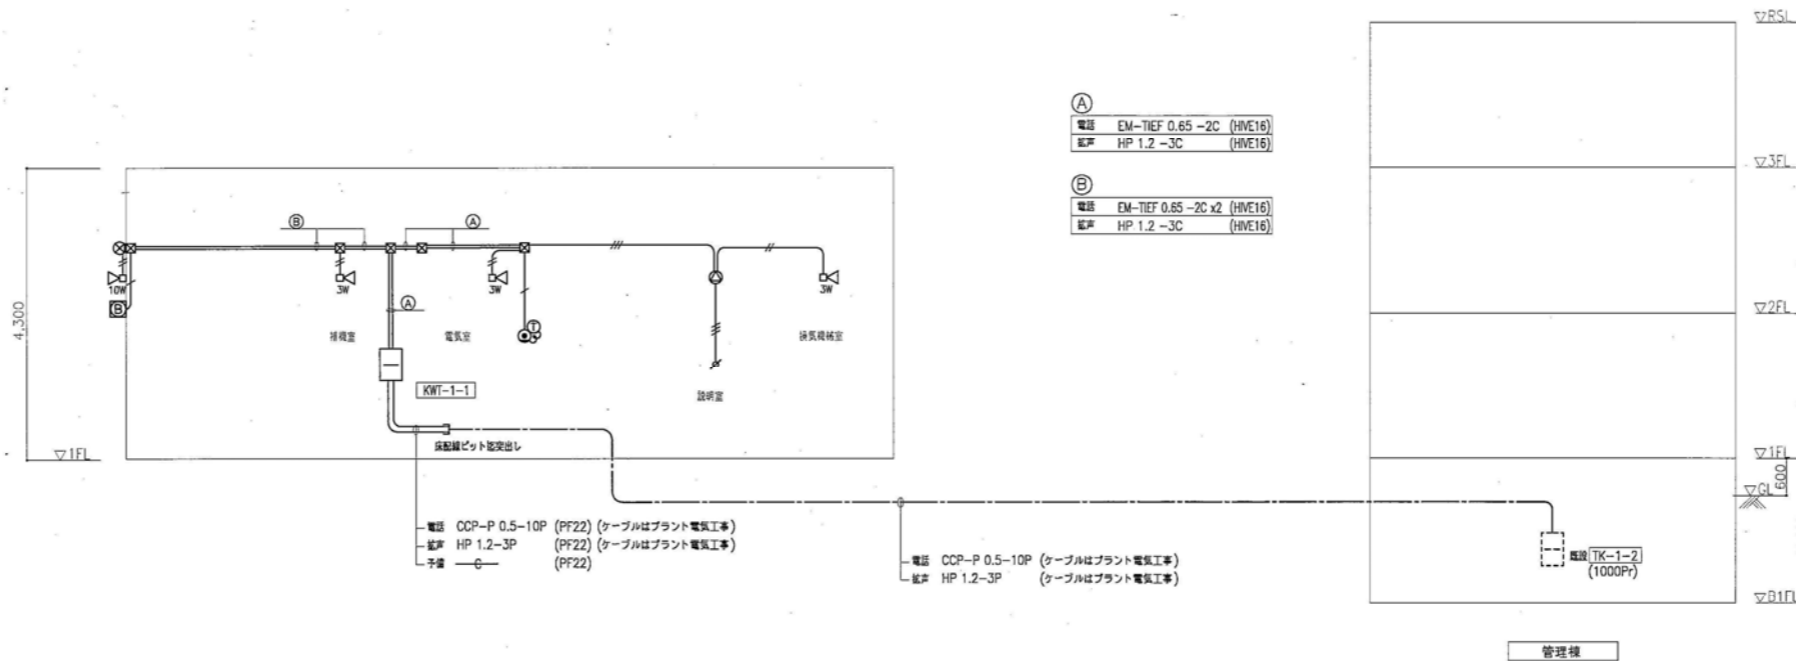 ▽RSL
Ⓐ
電話 EM-TIEF 0.65 -2C (HIVE16)
拡声 HP 1.2 -3C (HIVE16)
▽3FL
Ⓑ
電話 EM-TIEF 0.65 -2C x2 (HIVE16)
拡声 HP 1.2 -3C (HIVE16)
Ⓑ
Ⓐ
10W
3W
3W
3W
B
Ⓐ
T
4,300
▽2FL
電気室
換気機械室
KWT-1-1
説明室
床配線ピット迄突出し
▽1FL
▽1FL
600
▽GL
電話 CCP-P 0.5-10P (PF22) (ケーブルはプラント電気工事)
拡声 HP 1.2-3P (PF22) (ケーブルはプラント電気工事)
予備 (PF22)
電話 CCP-P 0.5-10P (ケーブルはプラント電気工事)
拡声 HP 1.2-3P (ケーブルはプラント電気工事)
既設 TK-1-2
(1000Pr)
▽B1FL
管理棟